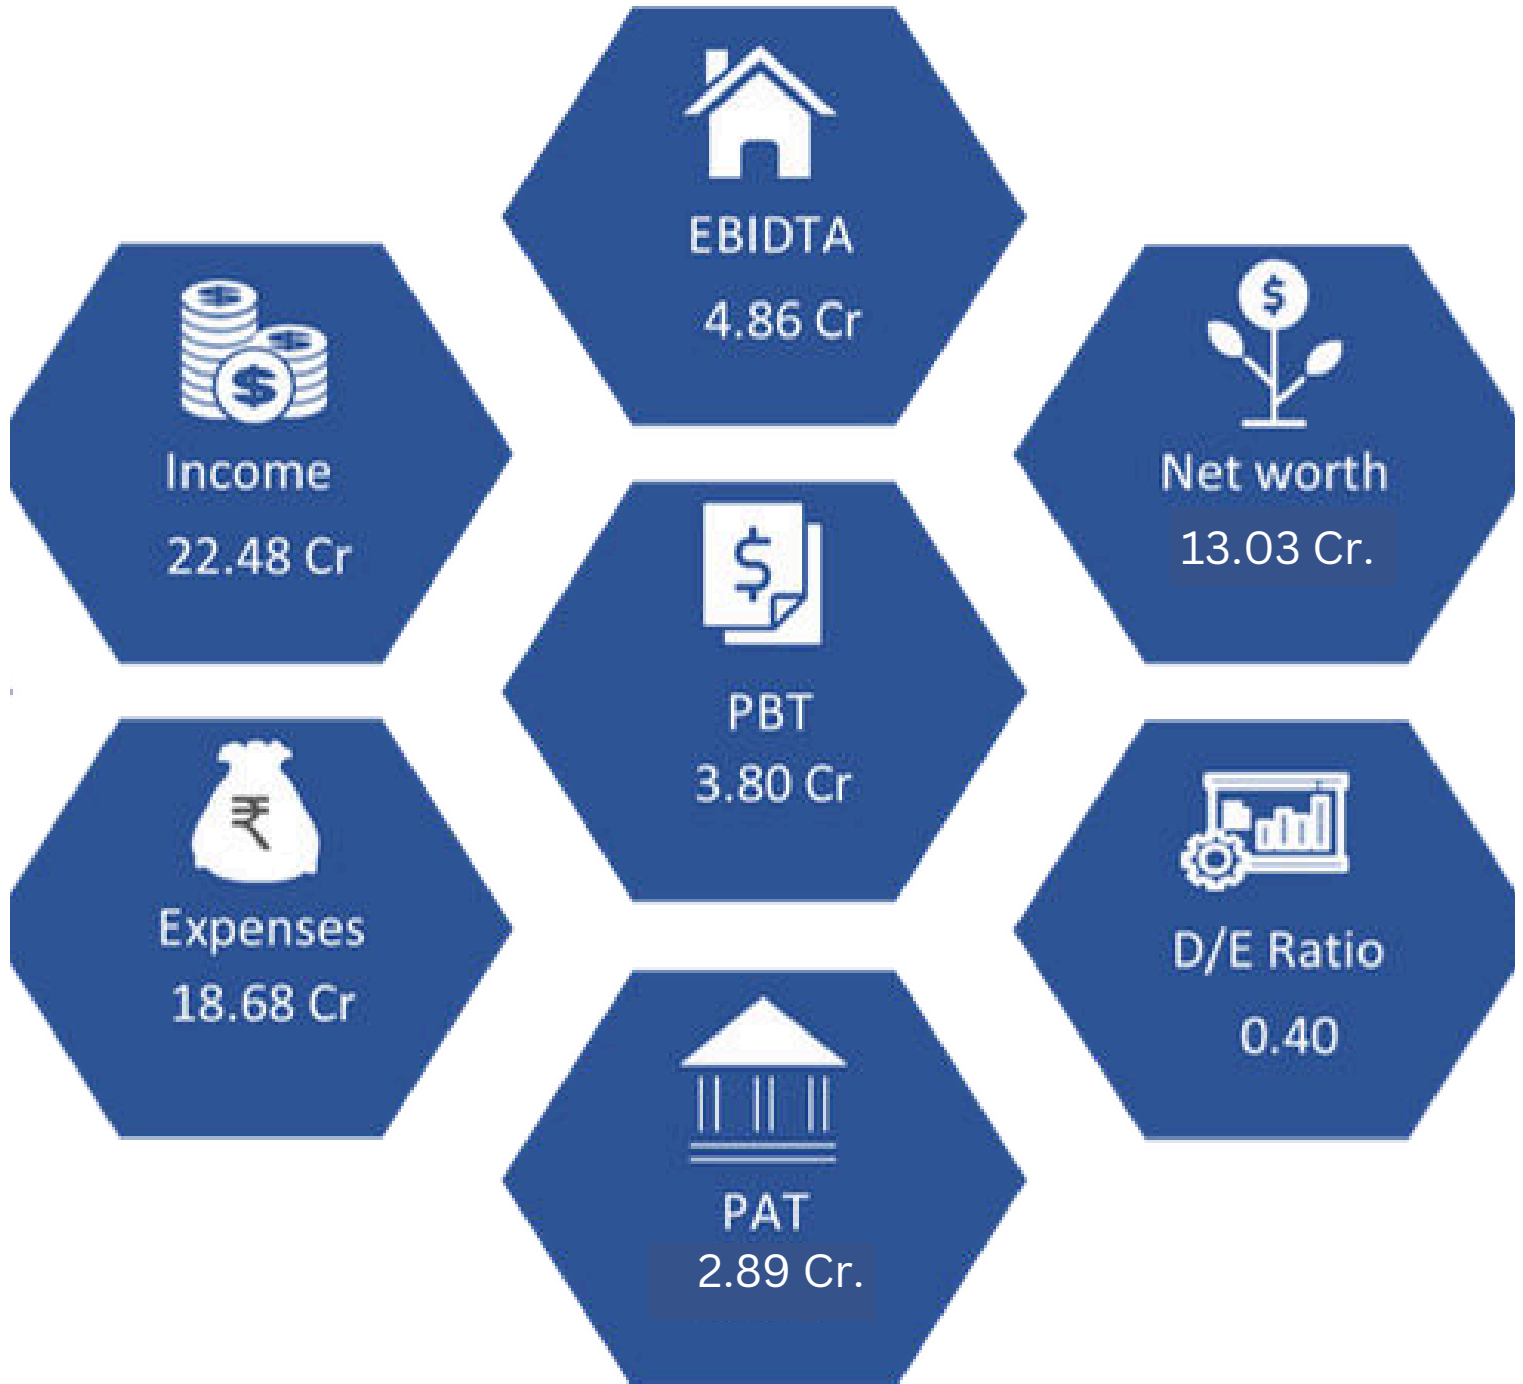 EBIDTA
4.86 Cr
Income
22.48 Cr
Net worth
13.03 Cr.
PBT
3.80 Cr
Expenses
18.68 Cr
D/E Ratio
0.40
PAT
2.89 Cr.
$
$
$
$
$
₹